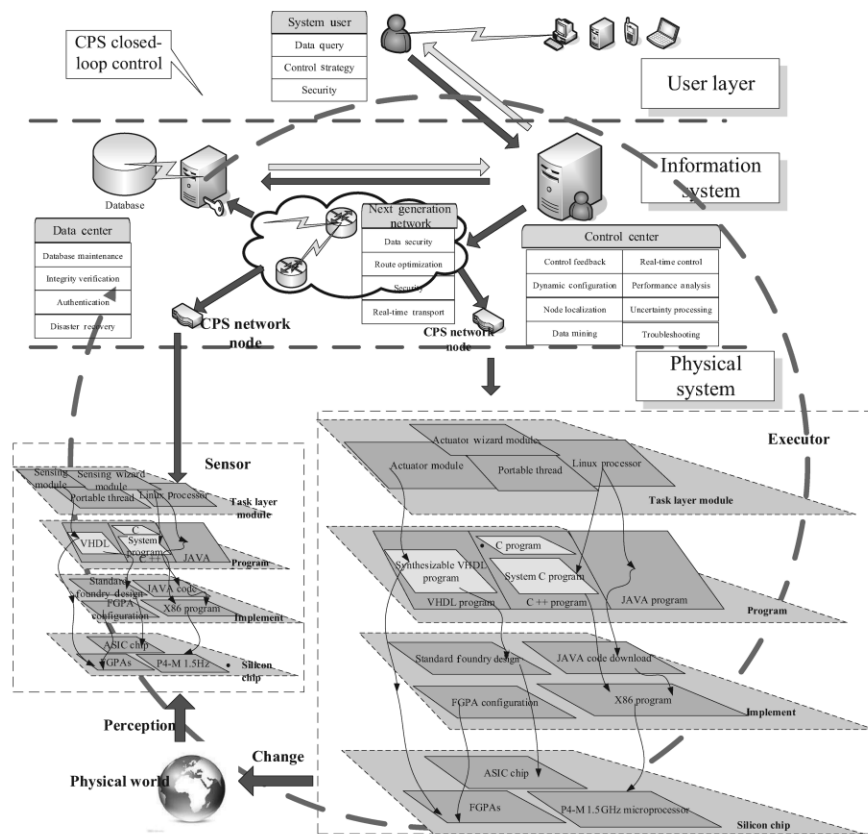 System user
Data query
Control strategy
Security
CPS closed-
loop control
User layer
Information
system
Database
Data center
Database maintenance
Integrity verification
Authentication
Disaster recovery
Next generation
network
Data security
Route optimization
Security
Real-time transport
Control center
Control feedback
Real-time control
Dynamic configuration
Performance analysis
Node localization
Uncertainty processing
Data mining
Troubleshooting
CPS network
node
CPS network
node
Physical
system
Sensor
Sensing
module
Sensing wizard
module
Portable thread
Linux processor
Task layer
module
VHDL
C
System
program
C ++
JAVA
Program
Standard
foundry design
JAVA code
FGPA
configuration
X86 program
Implement
ASIC chip
FGPAs
P4-M 1.5Hz
Silicon
chip
Executor
Actuator wizard module
Actuator module
Portable thread
Linux processor
Task layer module
Synthesizable VHDL
program
C program
System C program
VHDL program
C ++ program
JAVA program
Program
Standard foundry design
JAVA code download
FGPA configuration
X86 program
Implement
ASIC chip
FGPAs
P4-M 1.5GHz microprocessor
Silicon chip
Perception
Physical world
Change